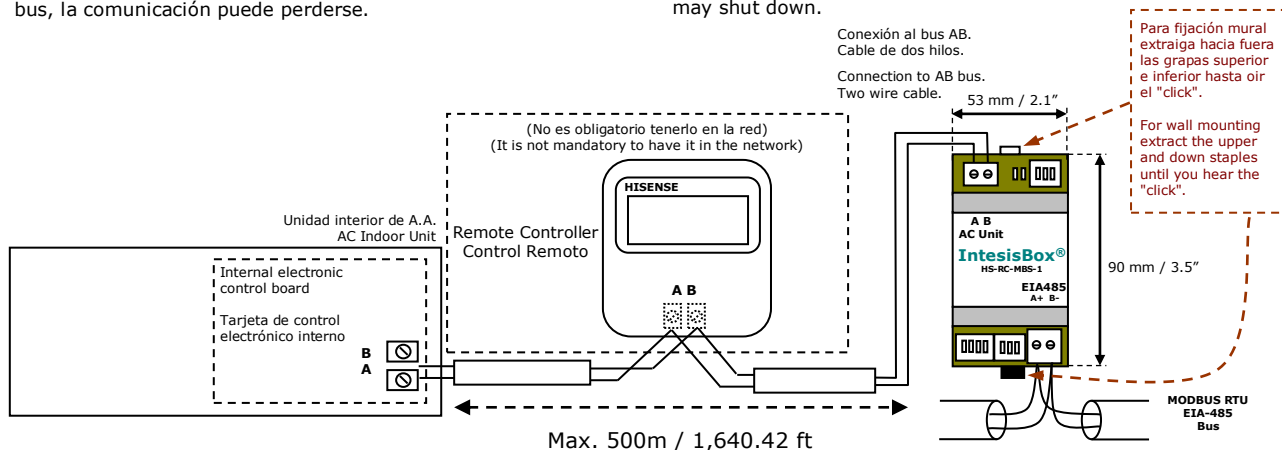 bus, la comunicación puede perderse.
may shut down.
Conexión al bus AB.
Cable de dos hilos.
Connection to AB bus.
Two wire cable.
53 mm / 2.1”
Para fijación mural
extraiga hacia fuera
las grapas superior
e inferior hasta oir
el "click".
For wall mounting
extract the upper
and down staples
until you hear the
"click".
(No es obligatorio tenerlo en la red)
(It is not mandatory to have it in the network)
HISENSE
Unidad interior de A.A.
AC Indoor Unit
Remote Controller
Control Remoto
A B
AC Unit
IntesisBox®
HS-RC-MBS-1
EIA485
A+ B-
90 mm / 3.5”
Internal electronic
control board
Tarjeta de control
electrónico interno
A B
B
A
MODBUS RTU
EIA-485
Bus
Max. 500m / 1,640.42 ft